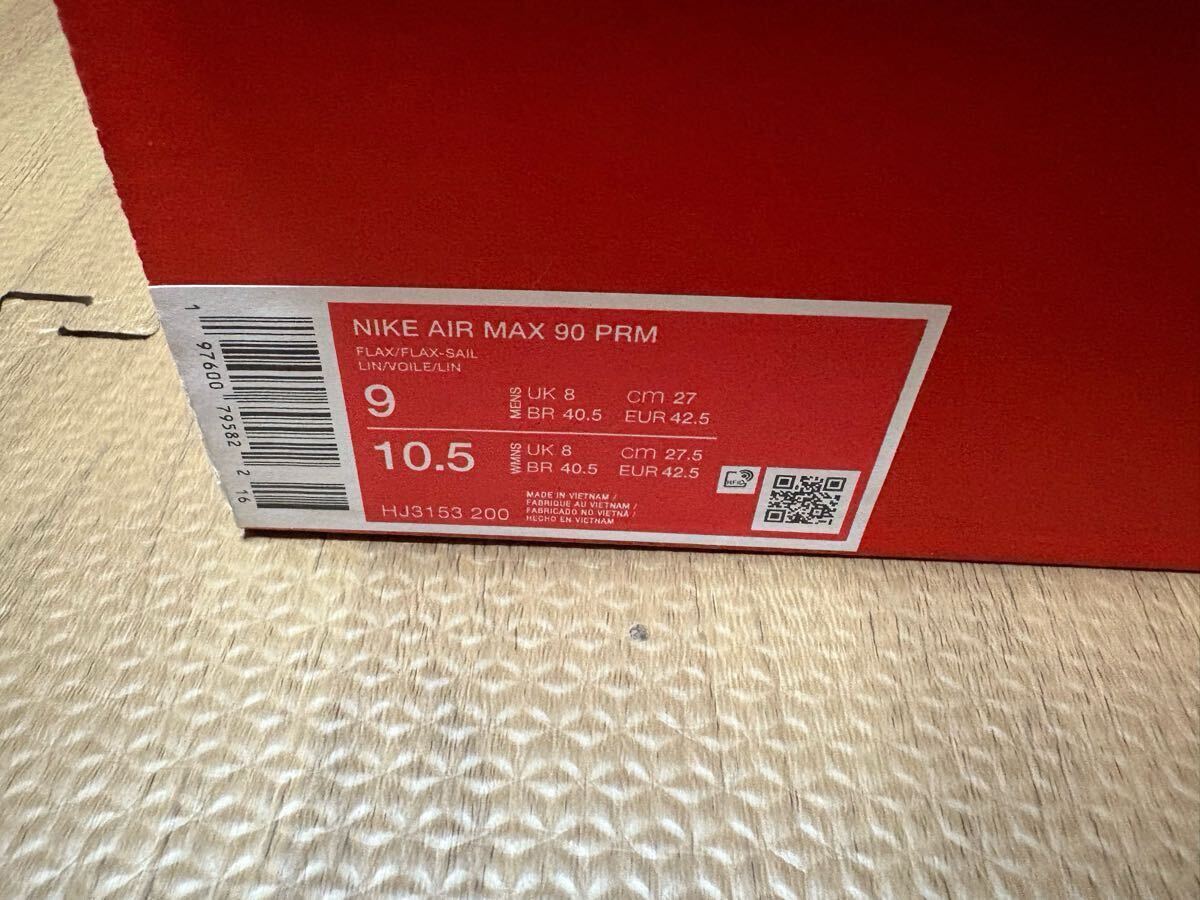 NIKE AIR MAX 90 PRM
FLAX/FLAX-SAIL
LIN/VOILE/LIN
9 MENS UK 8 cm 27
BR 40.5 EUR 42.5
10.5 WMNS UK 8 cm 27.5
BR 40.5 EUR 42.5
HJ3153 200
MADE IN VIETNAM /
FABRIQUE AU VIETNAM /
FABRICADO NO VIETNÃ /
HECHO EN VIETNAM
RFID
1 97600 79582 2 16